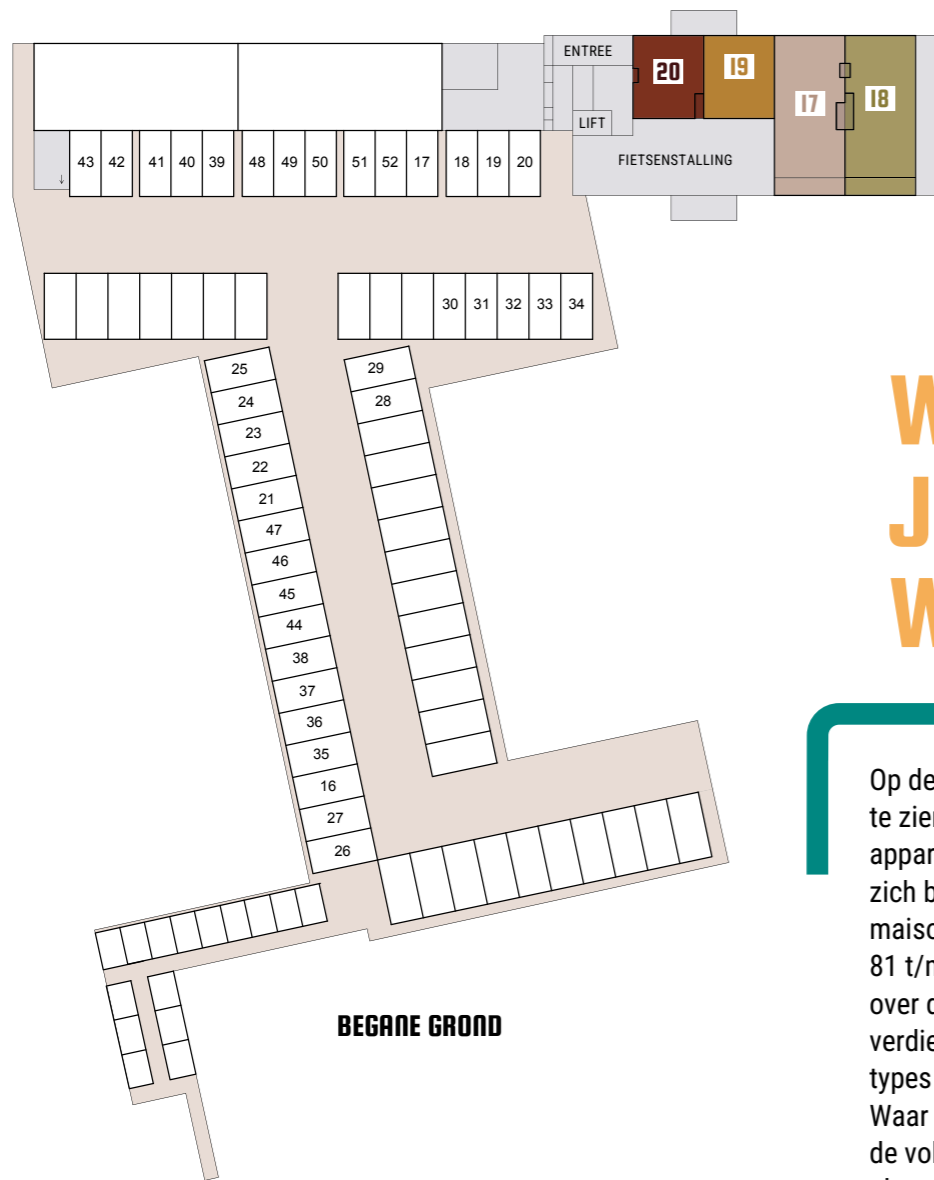 ENTREE
20
19
17
18
LIFT
FIETSENSTALLING
43 42 41 40 39 48 49 50 51 52 17 18 19 20
30 31 32 33 34
25
24
23
22
21
47
46
45
44
38
37
36
35
16
27
26
29
28
W
J
W
Op de
te zie
appar
zich b
maiso
81 t/
over
verdie
types
Waar
de vol
BEGANE GROND